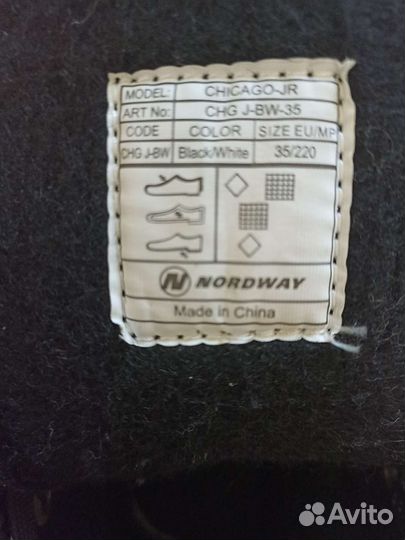 MODEL: CHICAGO-JR
ART No: CHG J-BW-35
CODE COLOR SIZE EU/MP
CHG J-BW Black/White 35/220
NORDWAY
Made in China
Avito